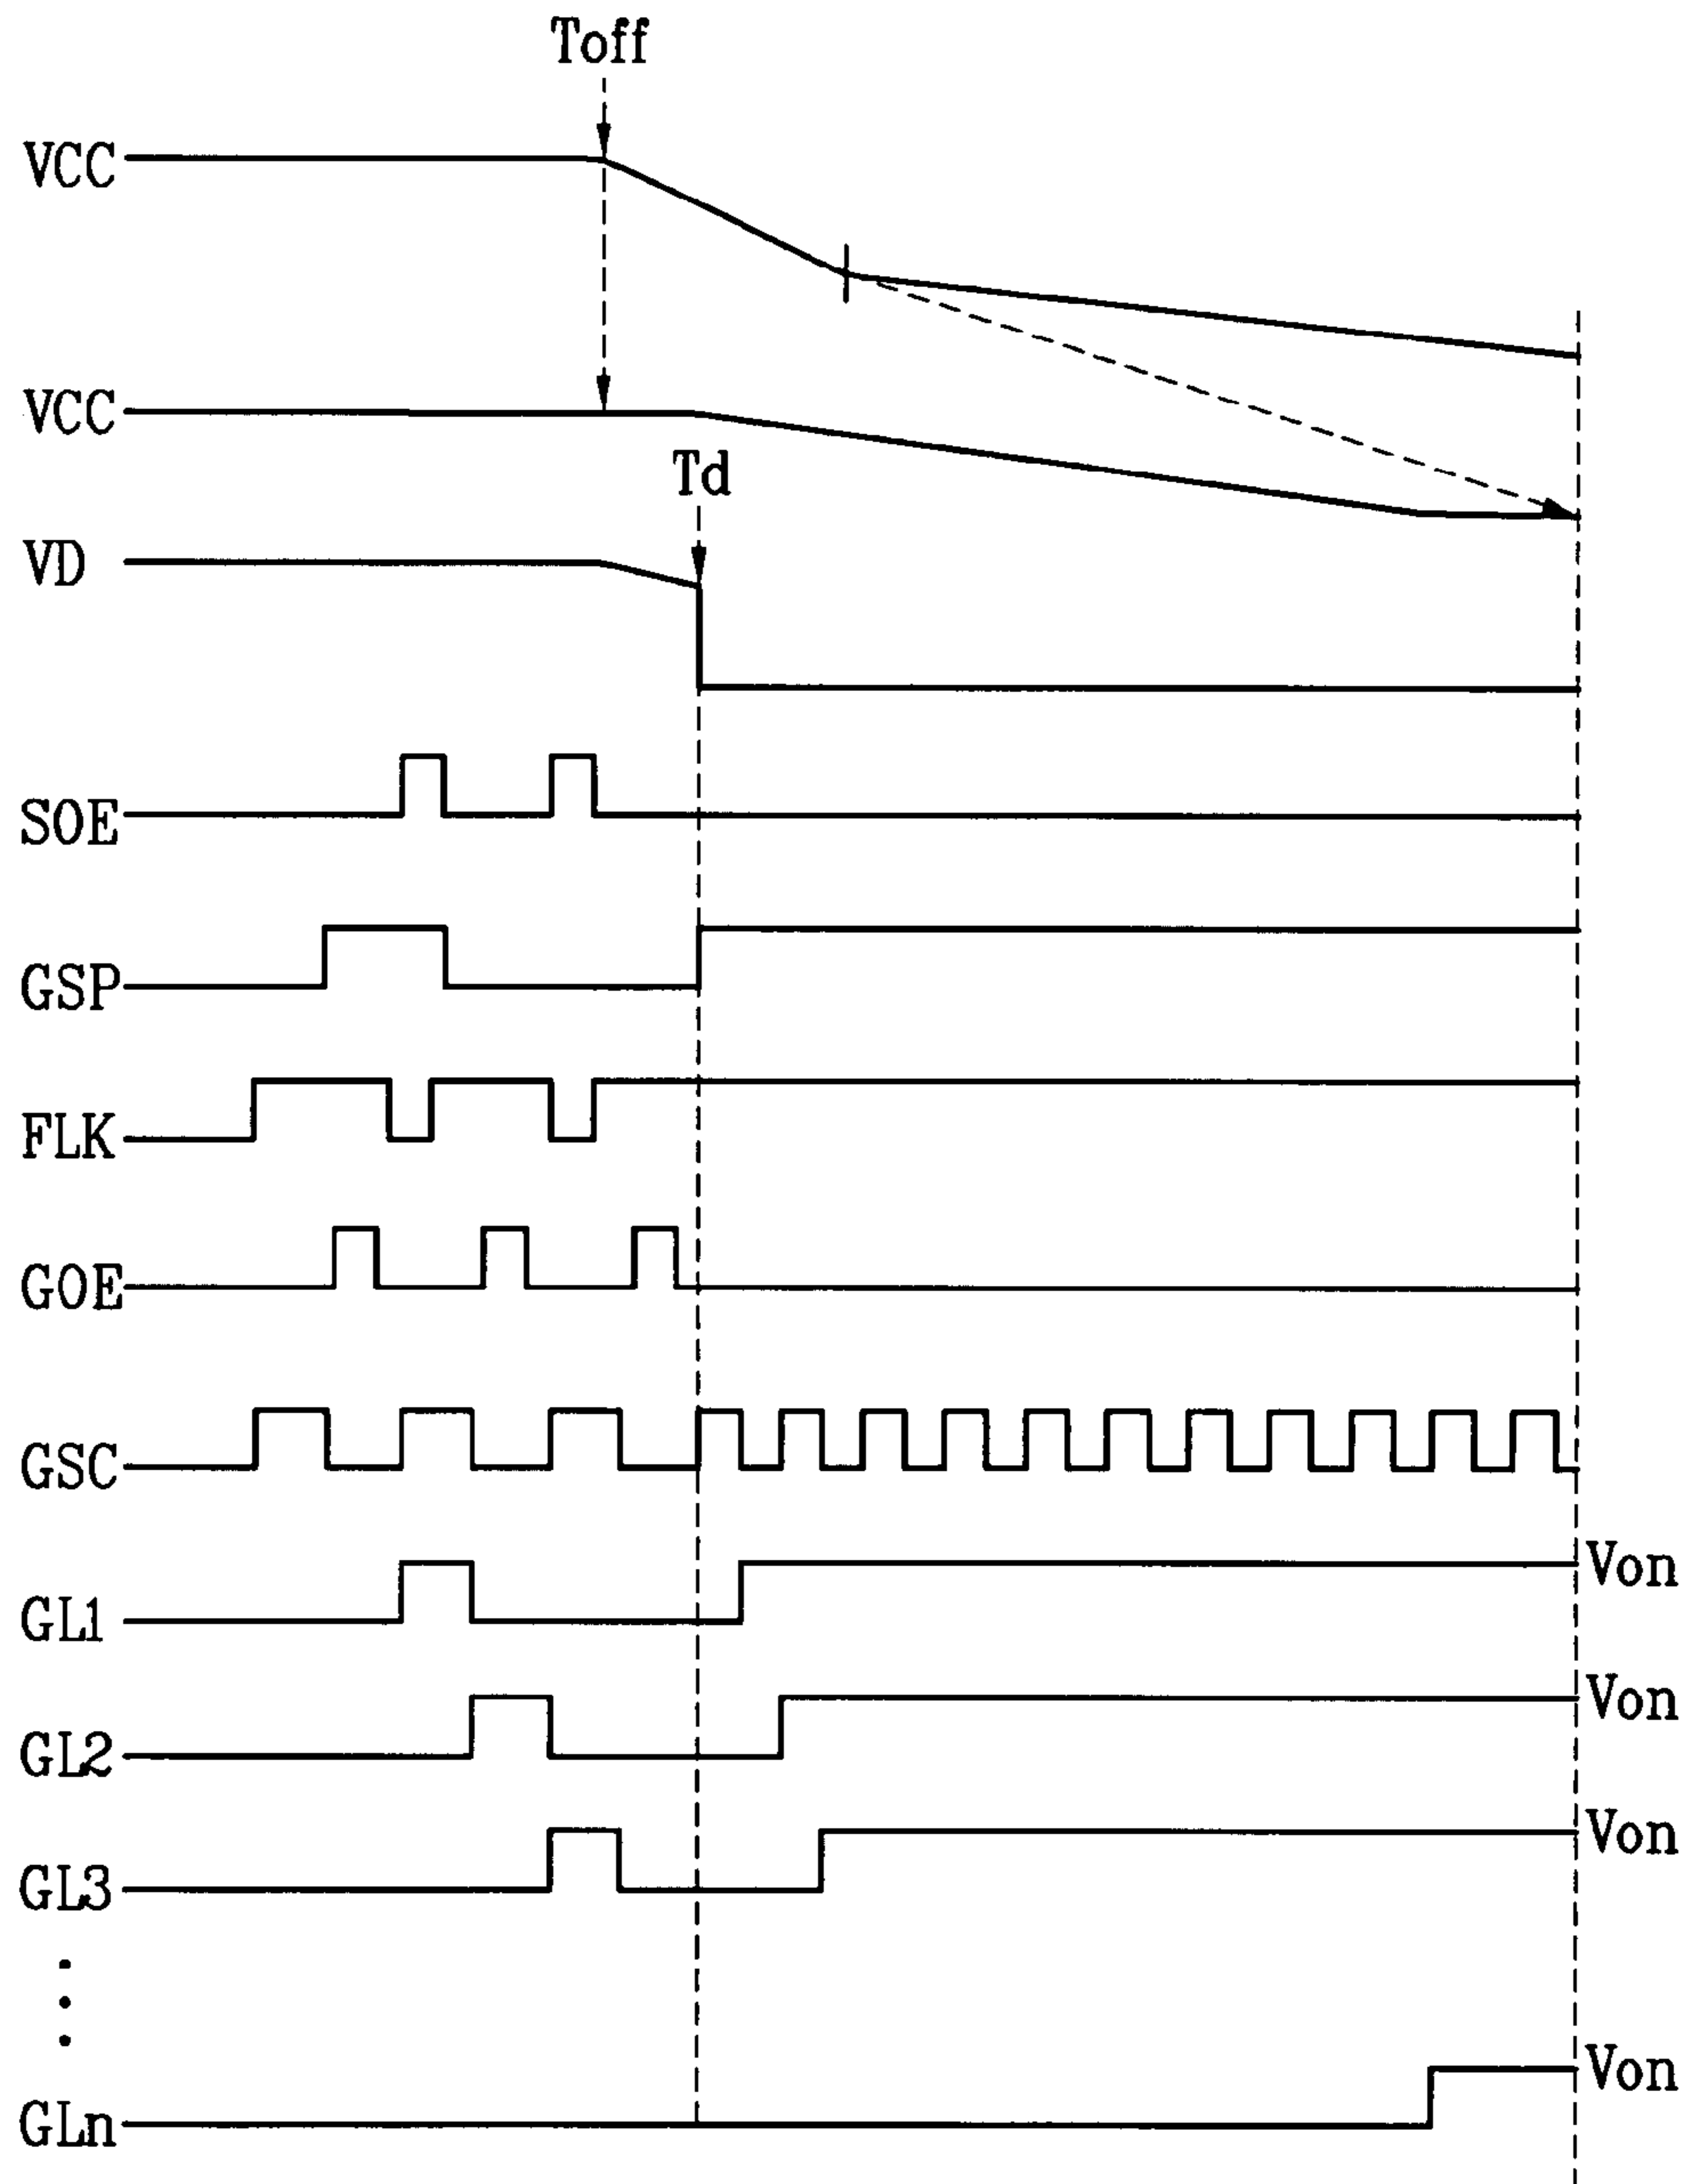 Toff
VCC
VCC
Td
VD
SOE
GSP
FLK
GOE
GSC
Von
GL1
Von
GL2
Von
GL3
Von
GLn